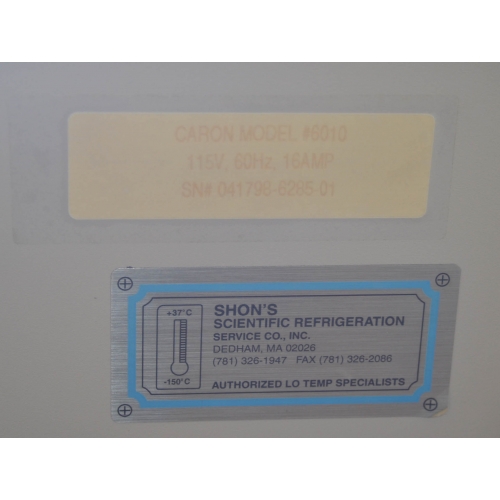 CARON MODEL #6010
115V, 60Hz, 16AMP
SN# 041796-6265-01
+37°C
-150°C
SHON'S
SCIENTIFIC REFRIGERATION
SERVICE CO., INC.
DEDHAM, MA 02026
(781) 326-1947 FAX (781) 326-2086
AUTHORIZED LO TEMP SPECIALISTS